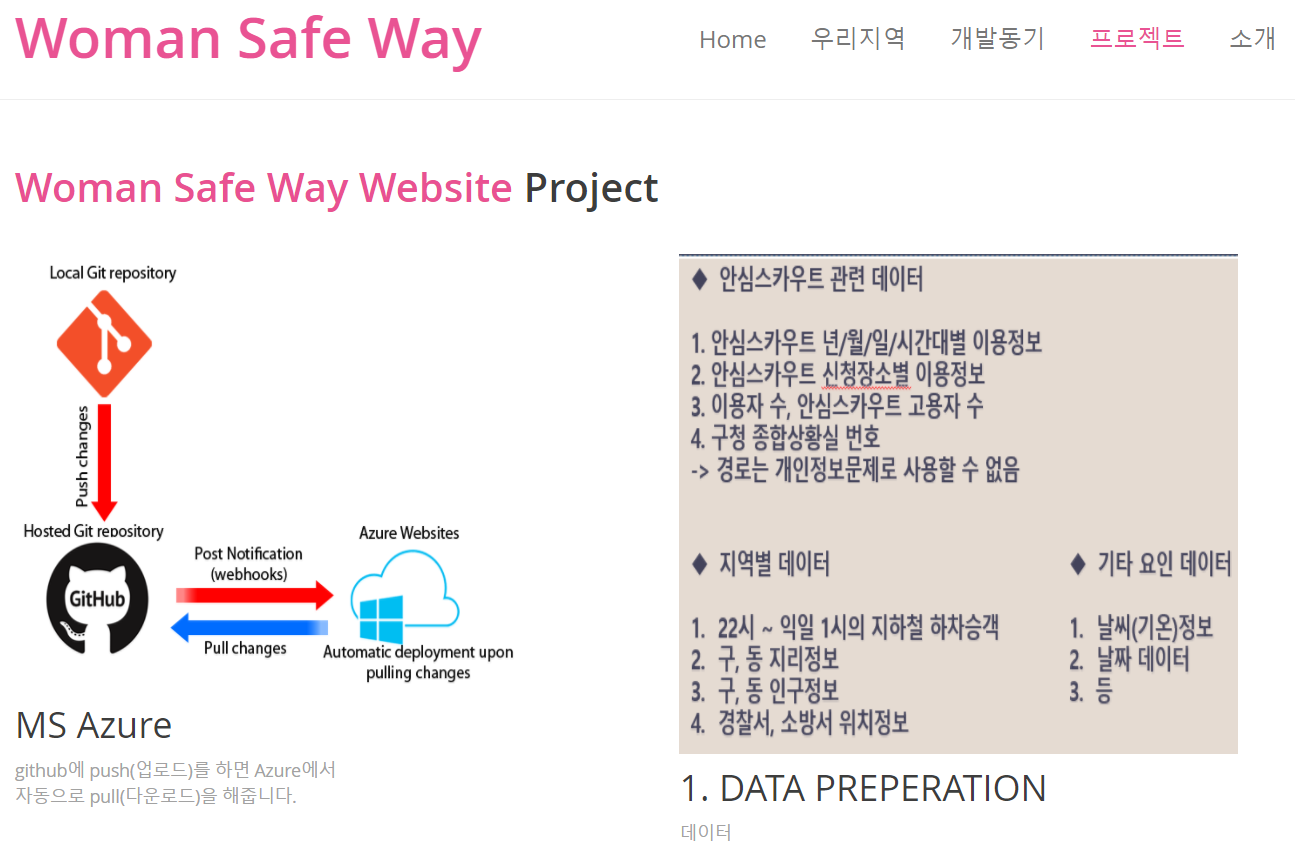 Woman Safe Way
Home 우리지역 개발동기 프로젝트 소개
Woman Safe Way Website Project
Local Git repository
Push changes
Hosted Git repository
GitHub
Post Notification
(webhooks)
Pull changes
Azure Websites
Automatic deployment upon
pulling changes
MS Azure
github에 push(업로드)를 하면 Azure에서
자동으로 pull(다운로드)을 해줍니다.
♦ 안심스카우트 관련 데이터
1. 안심스카우트 년/월/일/시간대별 이용정보
2. 안심스카우트 신청장소별 이용정보
3. 이용자 수, 안심스카우트 고용자 수
4. 구청 종합상황실 번호
-> 경로는 개인정보문제로 사용할 수 없음
♦ 지역별 데이터
1. 22시 ~ 익일 1시의 지하철 하차승객
2. 구, 동 지리정보
3. 구, 동 인구정보
4. 경찰서, 소방서 위치정보
♦ 기타 요인 데이터
1. 날씨(기온)정보
2. 날짜 데이터
3. 등
1. DATA PREPERATION
데이터